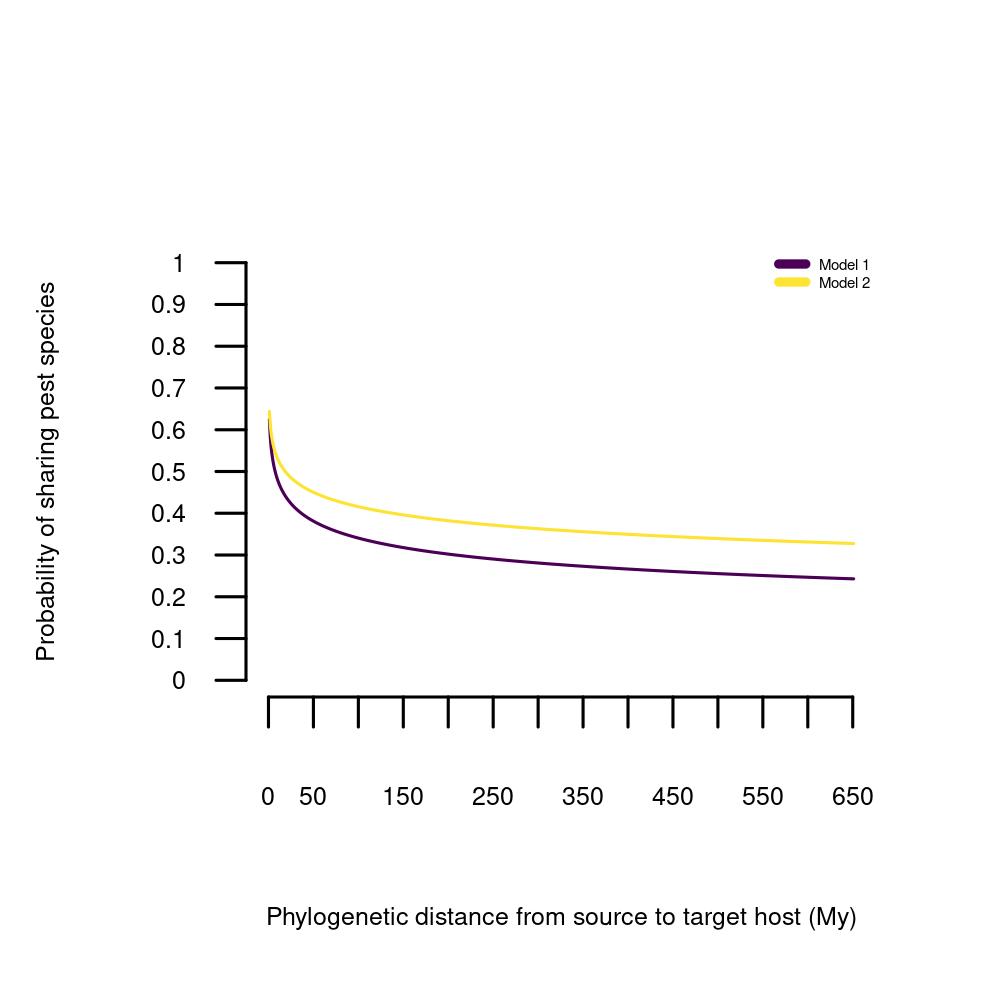 Model 1
Model 2
Probability of sharing pest species
1
0.9
0.8
0.7
0.6
0.5
0.4
0.3
0.2
0.1
0
0 50 150 250 350 450 550 650
Phylogenetic distance from source to target host (My)